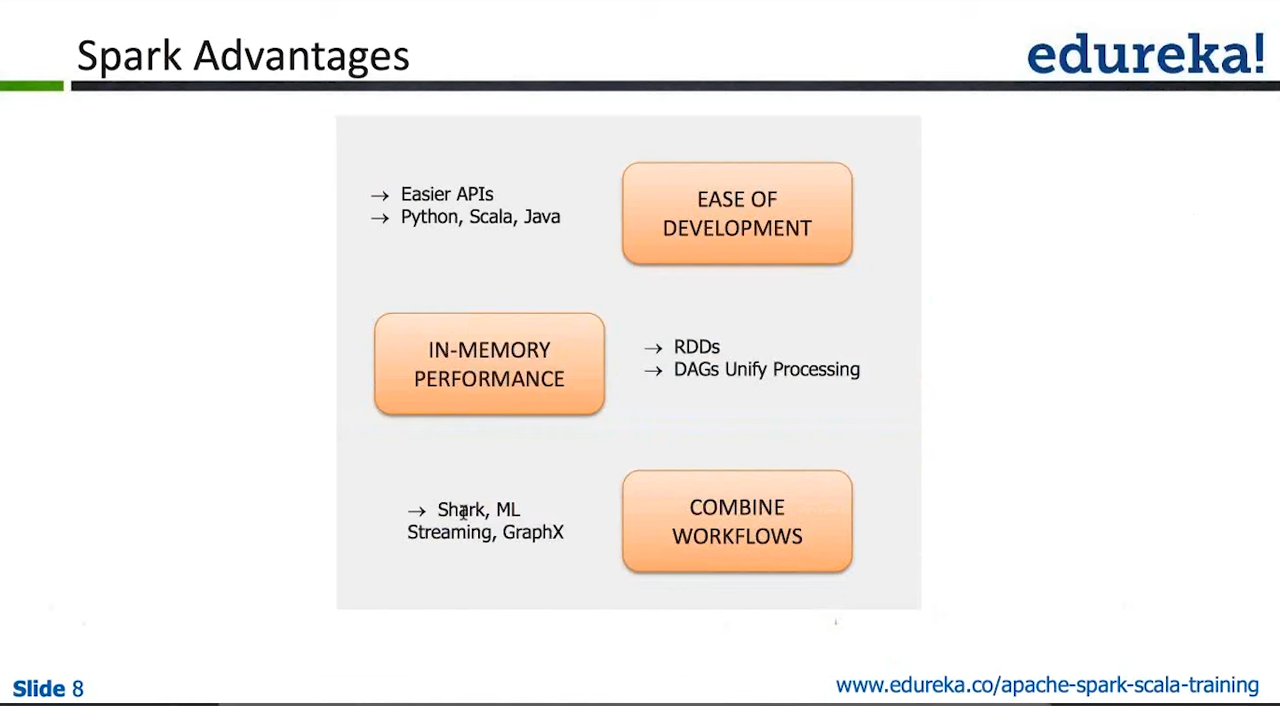 Spark Advantages
edureka!
→ Easier APIs
→ Python, Scala, Java
EASE OF
DEVELOPMENT
IN-MEMORY
PERFORMANCE
→ RDDs
→ DAGs Unify Processing
→ Shark, ML
Streaming, GraphX
COMBINE
WORKFLOWS
Slide 8
www.edureka.co/apache-spark-scala-training